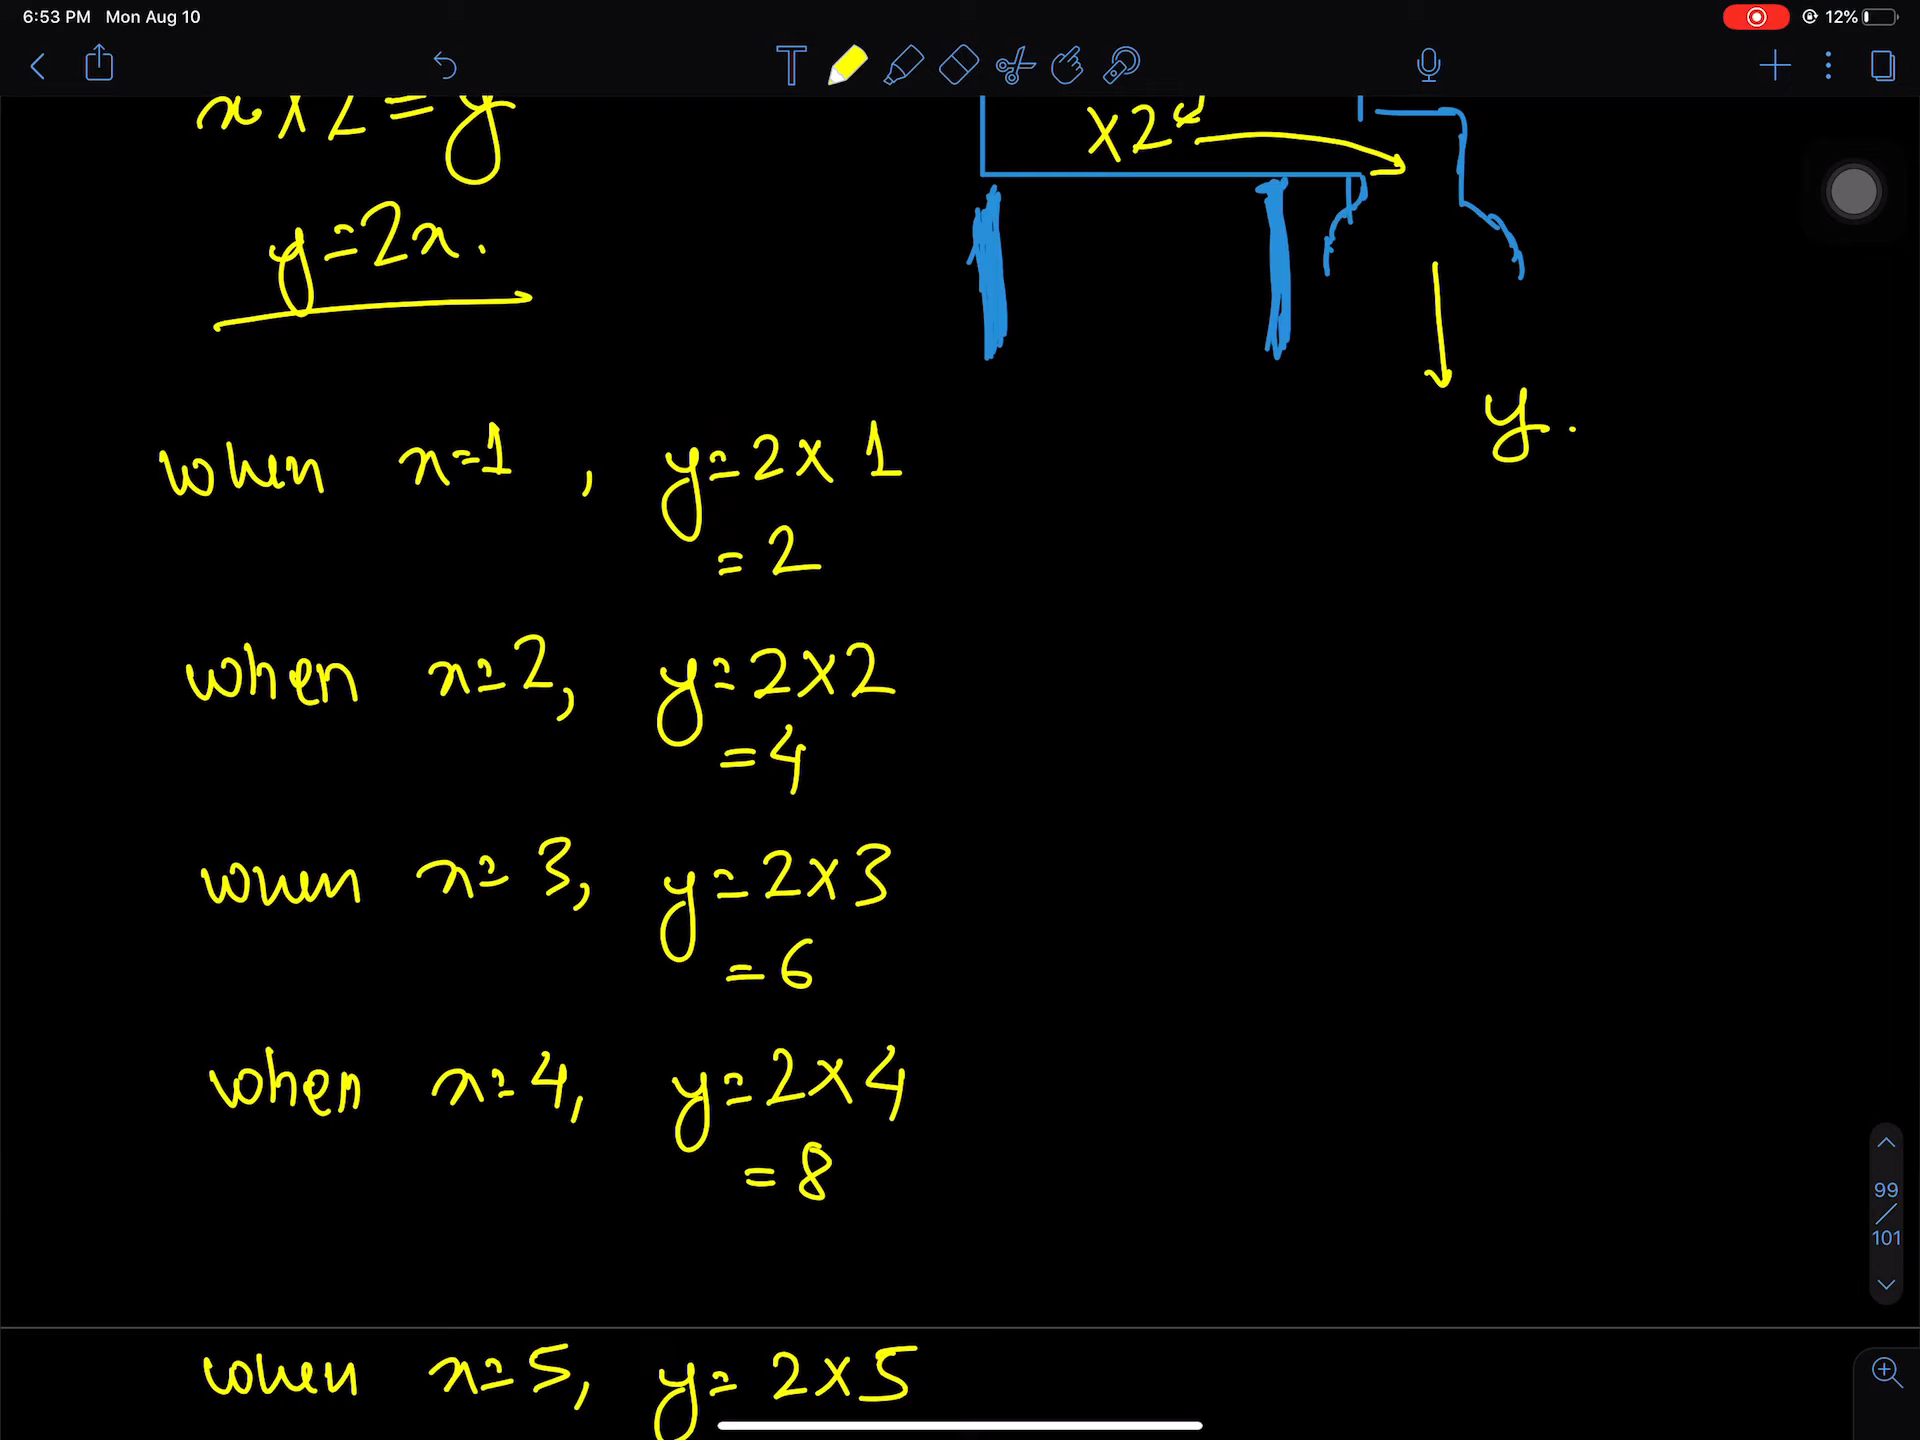 6:53 PM Mon Aug 10
12%
T
x × 2 = y
y = 2x.
×2
y.
when x=1 , y=2×1
=2
when x=2, y=2×2
=4
when x=3, y=2×3
=6
when x=4, y=2×4
=8
99
/
101
when x=5, y=2×5